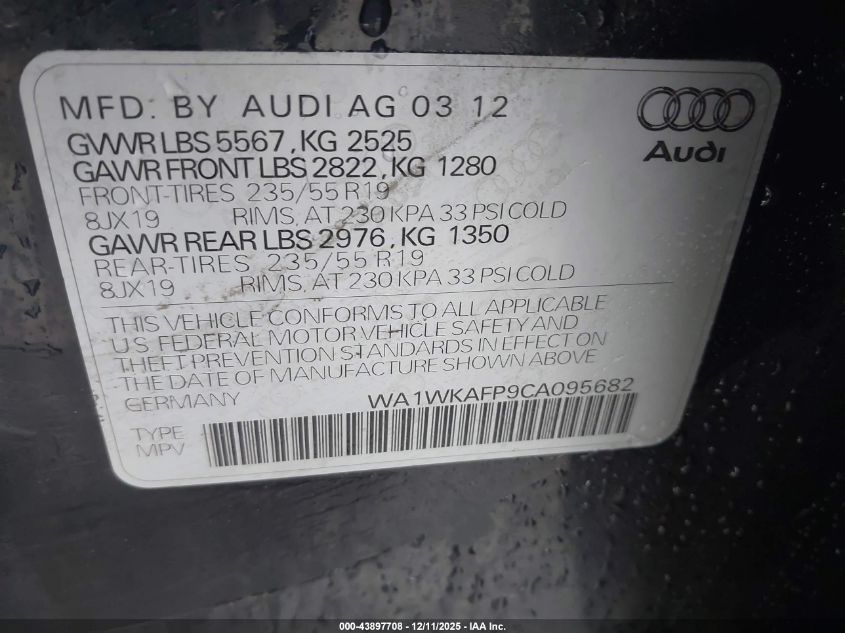 MFD. BY AUDI AG 03 12
GVWR LBS 5567, KG 2525
GAWR FRONT LBS 2822, KG 1280
FRONT-TIRES 235/55 R19
8JX19 RIMS, AT 230 KPA 33 PSI COLD
GAWR REAR LBS 2976, KG 1350
REAR-TIRES 235/55 R19
8JX19 RIMS, AT 230 KPA 33 PSI COLD
Audi
THIS VEHICLE CONFORMS TO ALL APPLICABLE
U.S. FEDERAL MOTOR VEHICLE SAFETY AND
THEFT PREVENTION STANDARDS IN EFFECT ON
THE DATE OF MANUFACTURE SHOWN ABOVE
GERMANY WA1WKAFP9CA095682
TYPE
MPV
000-43897708 - 12/11/2025 - IAA Inc.